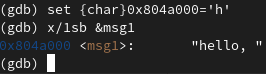 (gdb) set {char}0x804a000='h'
(gdb) x/1sb &msg1
0x804a000 <msg1>:        "hello, "
(gdb)